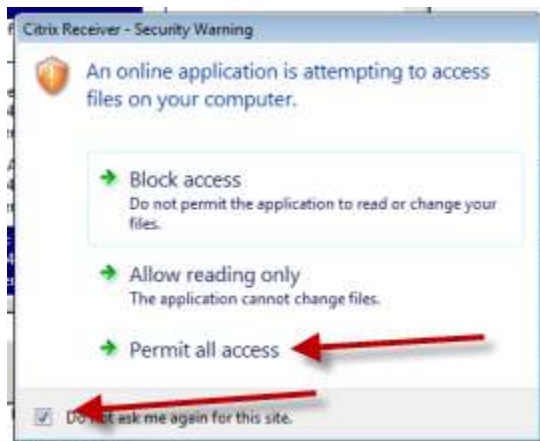 Citrix Receiver - Security Warning
An online application is attempting to access
files on your computer.
Block access
Do not permit the application to read or change your
files.
Allow reading only
The application cannot change files.
Permit all access
Do not ask me again for this site.